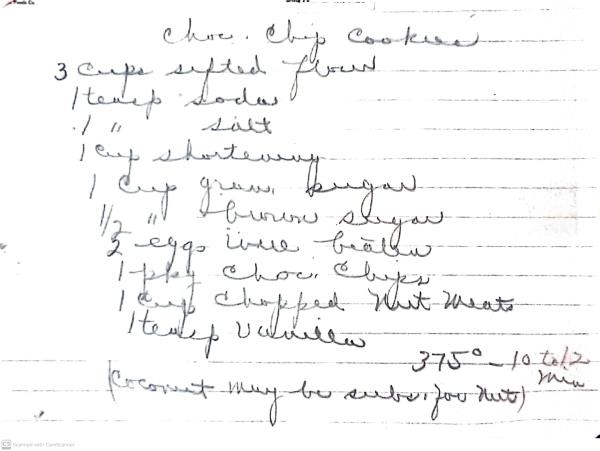 Choc. Chip Cookies
3 cups sifted flour
1 teasp soda
1 " salt
1 cup shortening
1 cup gran. sugar
1/2 " brown sugar
2 eggs well beaten
1 pkg Choc. Chips
1 cup chopped Nut Meats
1 teasp Vanilla
375° - 10 to 12
Min
(Coconut may be subs. for Nuts)
CS Scanned with CamScanner